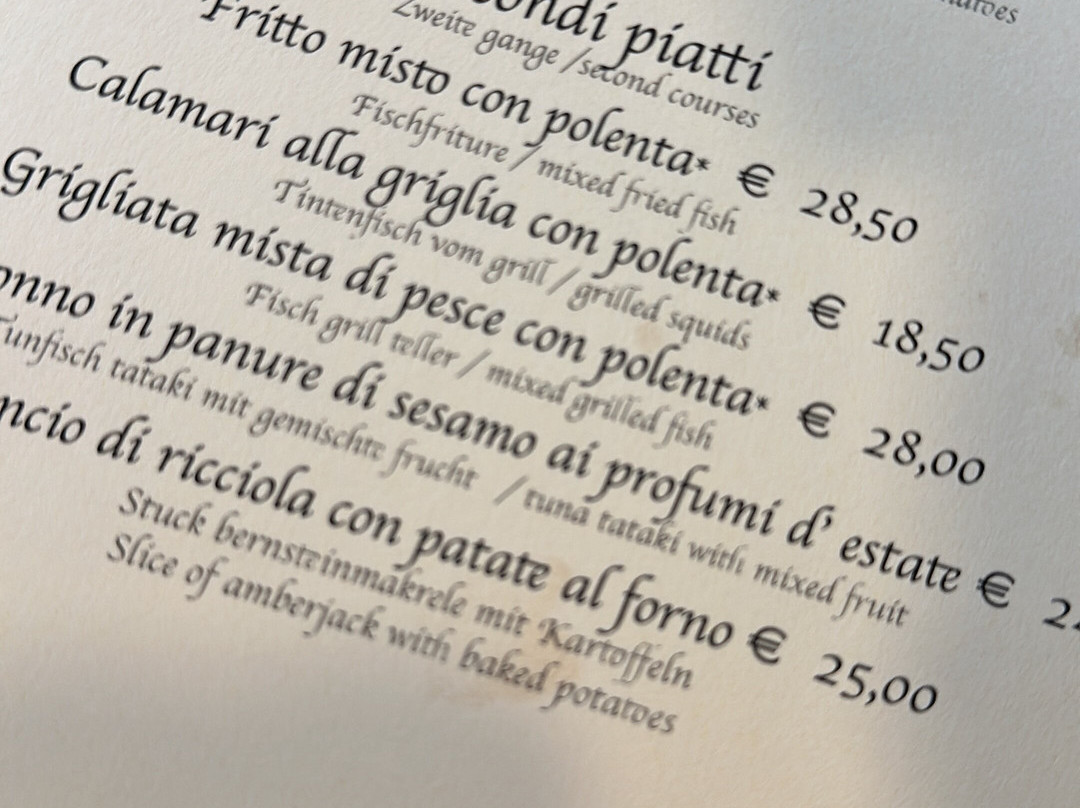 piatti
Zweite gange /second courses
Fritto misto con polenta* € 28,50
Fischfriture / mixed fried fish
Calamari alla griglia con polenta* € 18,50
Tintenfisch vom grill / grilled squids
Grigliata mista di pesce con polenta* € 28,00
Fisch grill teller / mixed grilled fish
in panure di sesamo ai profumi d' estate €
Tunfisch tataki mit gemischte frucht / tuna tataki with mixed fruit
di ricciola con patate al forno € 25,00
Stuck bernsteinmakrele mit Kartoffeln
Slice of amberjack with baked potatoes